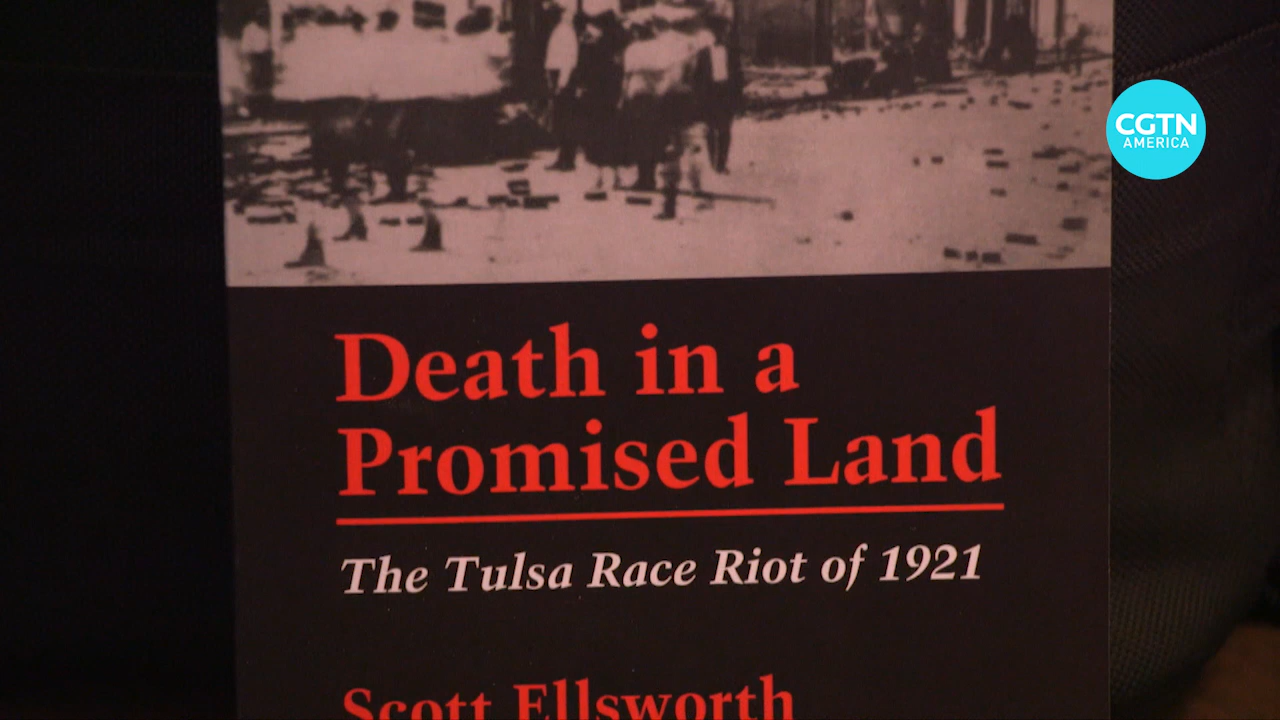 CGTN
AMERICA
Death in a
Promised Land
The Tulsa Race Riot of 1921
Scott Ellsworth